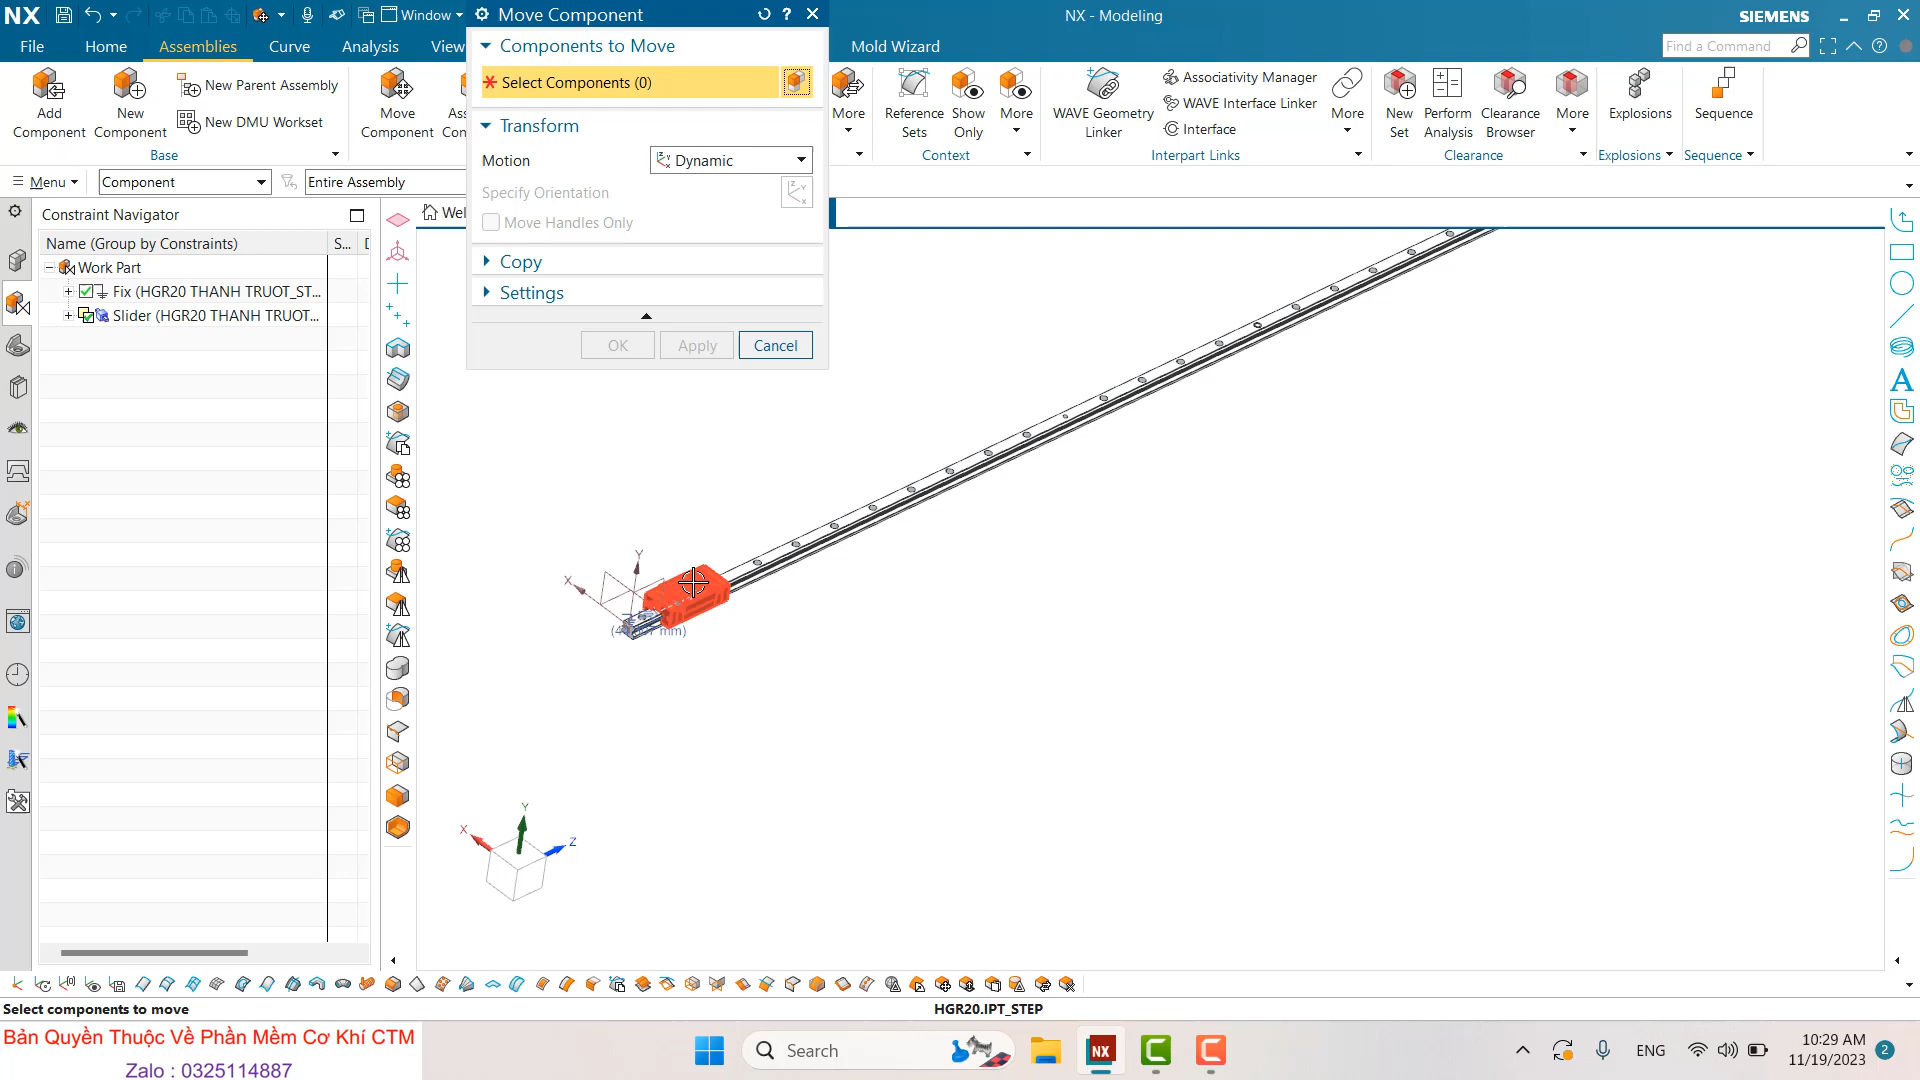 NX
Window
Move Component
NX - Modeling
SIEMENS
File
Home
Assemblies
Curve
Analysis
View
Mold Wizard
Find a Command
Components to Move
* Select Components (0)
Transform
Motion
Dynamic
Specify Orientation
Move Handles Only
Copy
Settings
OK
Apply
Cancel
Add Component
New Component
New Parent Assembly
New DMU Workset
Base
Move Component
More
Reference Sets
Show Only
More
Context
WAVE Geometry Linker
Associativity Manager
WAVE Interface Linker
Interface
More
Interpart Links
New Set
Perform Analysis
Clearance Browser
More
Clearance
Explosions
Explosions
Sequence
Sequence
Menu
Component
Entire Assembly
Constraint Navigator
Wel
Name (Group by Constraints)
S...
Work Part
Fix (HGR20 THANH TRUOT_ST...
Slider (HGR20 THANH TRUOT...
Y
X
Y
X
Z
Select components to move
HGR20.IPT_STEP
Bản Quyền Thuộc Về Phần Mềm Cơ Khí CTM
Zalo : 0325114887
Search
NX
ENG
10:29 AM
11/19/2023
2